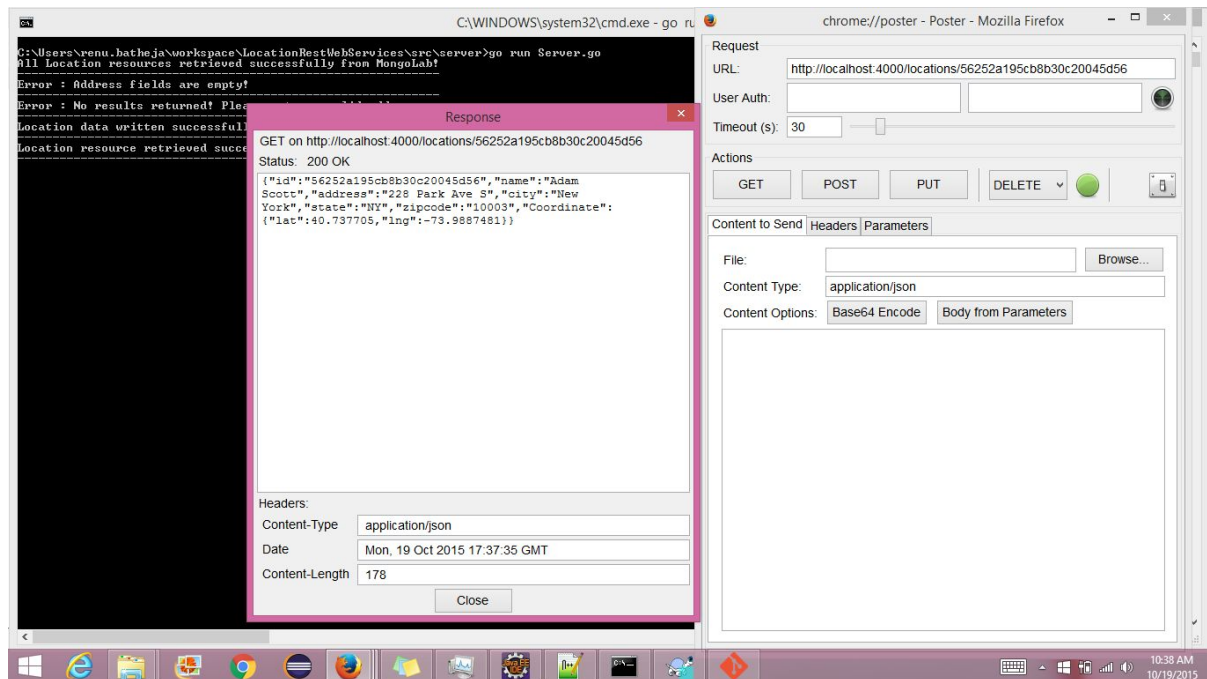 C:\WINDOWS\system32\cmd.exe - go ru
C:\Users\renu.batheja\workspace\LocationRestWebServices\src\server>go run Server.go
All Location resources retrieved successfully from MongoLab!
Error : Address fields are empty!
Error : No results returned! Plea
Location data written successful
Location resource retrieved succe
Response
GET on http://localhost:4000/locations/56252a195cb8b30c20045d56
Status: 200 OK
{"id":"56252a195cb8b30c20045d56","name":"Adam
Scckt","address":"228 Park Ave S","city":"New
York","state":"NY","zipcode":"10003","Coordinate":
{"lat":40.737705,"lng":-73.9887481}}
Headers:
Content-Type application/json
Date Mon, 19 Oct 2015 17:37:35 GMT
Content-Length 178
Close
chrome://poster - Poster - Mozilla Firefox
Request
URL: http://localhost:4000/locations/56252a195cb8b30c20045d56
User Auth:
Timeout (s): 30
Actions
GET POST PUT DELETE
Content to Send Headers Parameters
File: Browse...
Content Type: application/json
Content Options: Base64 Encode Body from Parameters
10:38 AM
10/19/2015